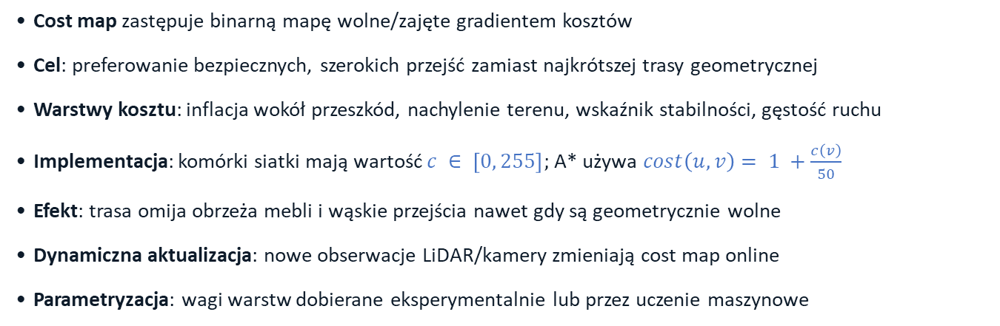 • Cost map zastępuje binarną mapę wolne/zajęte gradientem kosztów
• Cel: preferowanie bezpiecznych, szerokich przejść zamiast najkrótszej trasy geometrycznej
• Warstwy kosztu: inflacja wokół przeszkód, nachylenie terenu, wskaźnik stabilności, gęstość ruchu
• Implementacja: komórki siatki mają wartość c ∈ [0, 255]; A* używa cost(u, v) = 1 + c(v)/50
• Efekt: trasa omija obrzeża mebli i wąskie przejścia nawet gdy są geometrycznie wolne
• Dynamiczna aktualizacja: nowe obserwacje LiDAR/kamery zmieniają cost map online
• Parametryzacja: wagi warstw dobierane eksperymentalnie lub przez uczenie maszynowe